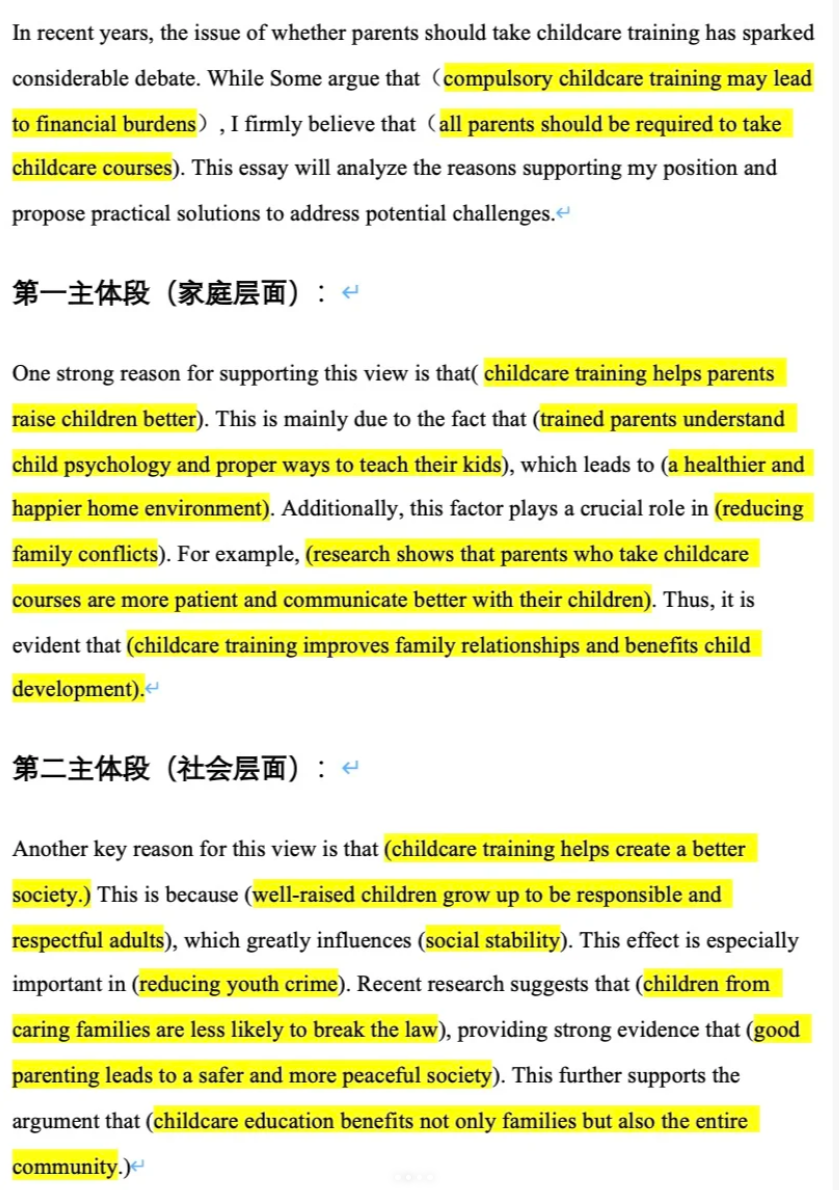 In recent years, the issue of whether parents should take childcare training has sparked
considerable debate. While Some argue that（compulsory childcare training may lead
to financial burdens）, I firmly believe that（all parents should be required to take
childcare courses). This essay will analyze the reasons supporting my position and
propose practical solutions to address potential challenges.↵
第一主体段（家庭层面）：↵
One strong reason for supporting this view is that( childcare training helps parents
raise children better). This is mainly due to the fact that (trained parents understand
child psychology and proper ways to teach their kids), which leads to (a healthier and
happier home environment). Additionally, this factor plays a crucial role in (reducing
family conflicts). For example, (research shows that parents who take childcare
courses are more patient and communicate better with their children). Thus, it is
evident that (childcare training improves family relationships and benefits child
development).↵
第二主体段（社会层面）：↵
Another key reason for this view is that (childcare training helps create a better
society.) This is because (well-raised children grow up to be responsible and
respectful adults), which greatly influences (social stability). This effect is especially
important in (reducing youth crime). Recent research suggests that (children from
caring families are less likely to break the law), providing strong evidence that (good
parenting leads to a safer and more peaceful society). This further supports the
argument that (childcare education benefits not only families but also the entire
community.)↵